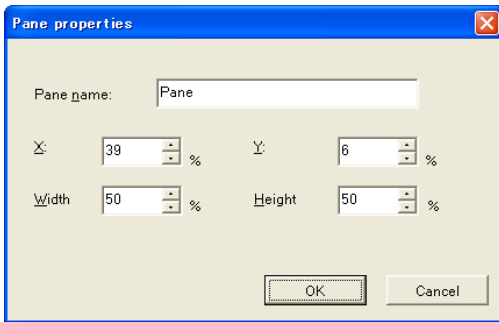 Pane properties
Pane name: Pane
X: 39 % Y: 6 %
Width 50 % Height 50 %
OK Cancel